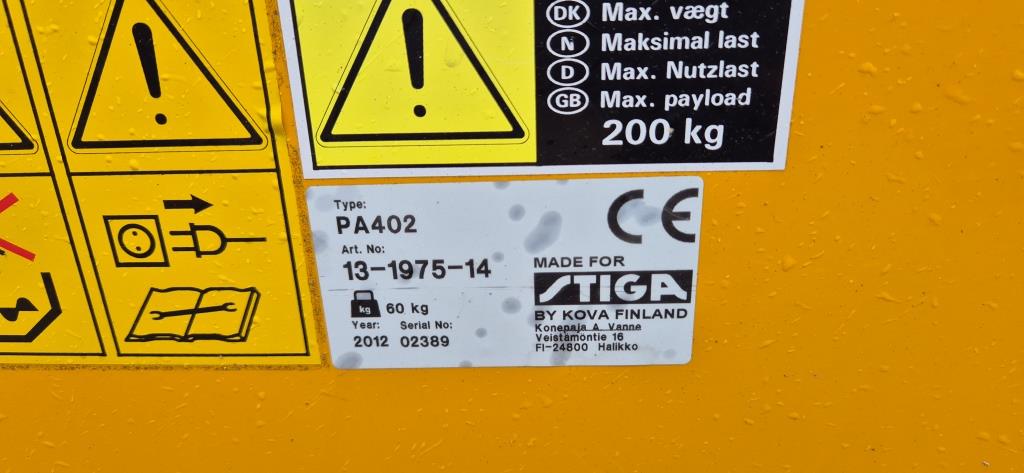 DK Max. vægt
N Maksimal last
D Max. Nutzlast
GB Max. payload
200 kg
Type:
PA402
Art. No:
13-1975-14
kg 60 kg
Year: Serial No:
2012 02389
CE
MADE FOR
STIGA
BY KOVA FINLAND
Konepaja A. Vanne
Veistämöntie 16
FI-24800 Halikko